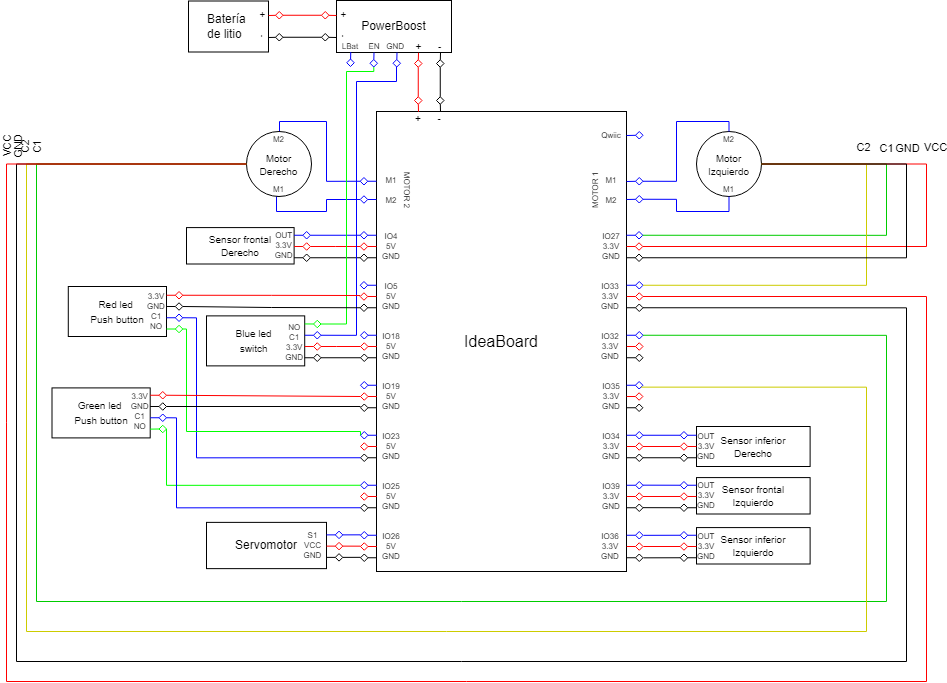 Batería
de litio
+
-
+
-
PowerBoost
LBat
EN
GND
+
-
+
-
VCC
GND
C2
C1
M2
Motor
Derecho
M1
M1
M2
MOTOR 2
Sensor frontal
Derecho
OUT
3.3V
GND
IO4
5V
GND
IO5
5V
GND
Red led
Push button
3.3V
GND
C1
NO
Blue led
switch
NO
C1
3.3V
GND
IO18
5V
GND
IO19
5V
GND
Green led
Push button
3.3V
GND
C1
NO
IO23
5V
GND
IO25
5V
GND
Servomotor
S1
VCC
GND
IO26
5V
GND
IdeaBoard
Qwiic
MOTOR 1
M1
M2
M2
Motor
Izquierdo
M1
C2
C1
GND
VCC
IO27
3.3V
GND
IO33
3.3V
GND
IO32
3.3V
GND
IO35
3.3V
GND
IO34
3.3V
GND
OUT
3.3V
GND
Sensor inferior
Derecho
IO39
3.3V
GND
OUT
3.3V
GND
Sensor frontal
Izquierdo
IO36
3.3V
GND
OUT
3.3V
GND
Sensor inferior
Izquierdo